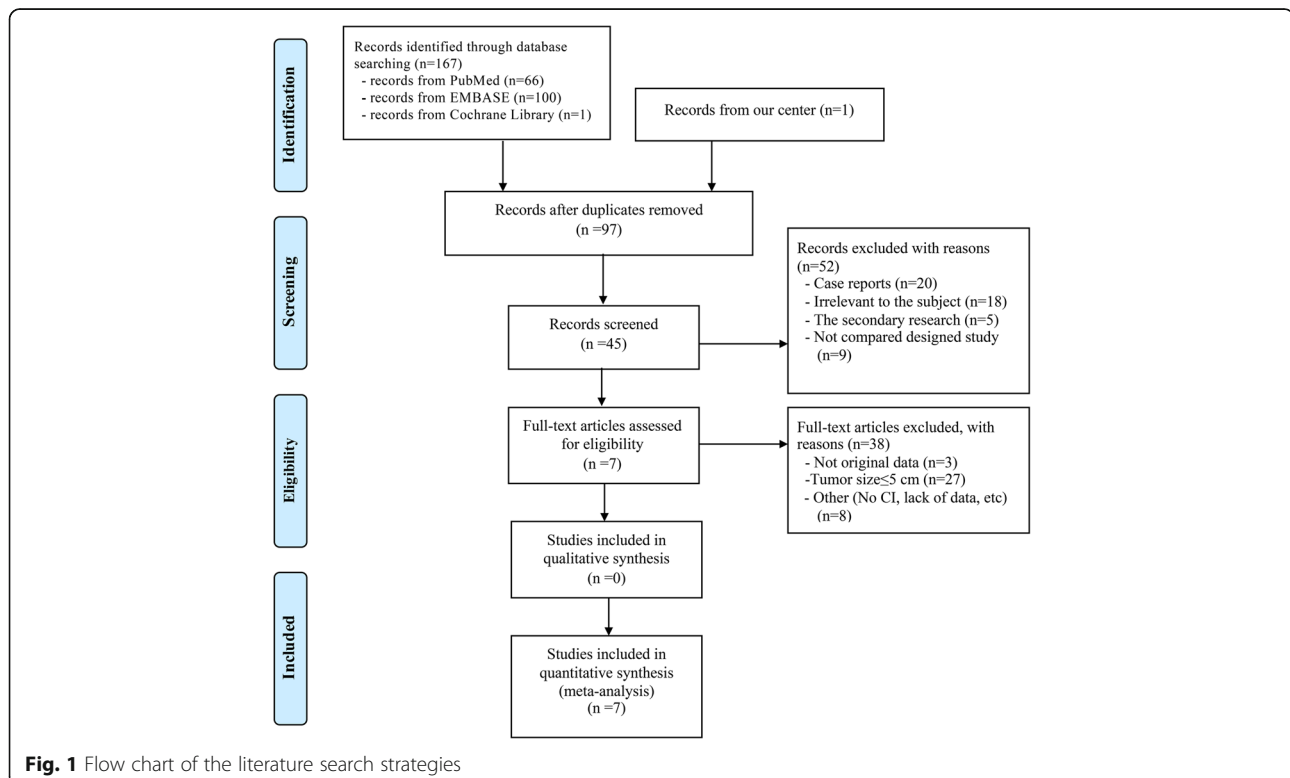 Identification
Records identified through database
searching (n=167)
- records from PubMed (n=66)
- records from EMBASE (n=100)
- records from Cochrane Library (n=1)
Records from our center (n=1)
Records after duplicates removed
(n =97)
Screening
Records screened
(n =45)
Records excluded with reasons
(n=52)
- Case reports (n=20)
- Irrelevant to the subject (n=18)
- The secondary research (n=5)
- Not compared designed study
(n=9)
Eligibility
Full-text articles assessed
for eligibility
(n =7)
Full-text articles excluded, with
reasons (n=38)
- Not original data (n=3)
-Tumor size≤5 cm (n=27)
- Other (No CI, lack of data, etc)
(n=8)
Studies included in
qualitative synthesis
(n =0)
Included
Studies included in
quantitative synthesis
(meta-analysis)
(n =7)
Fig. 1 Flow chart of the literature search strategies